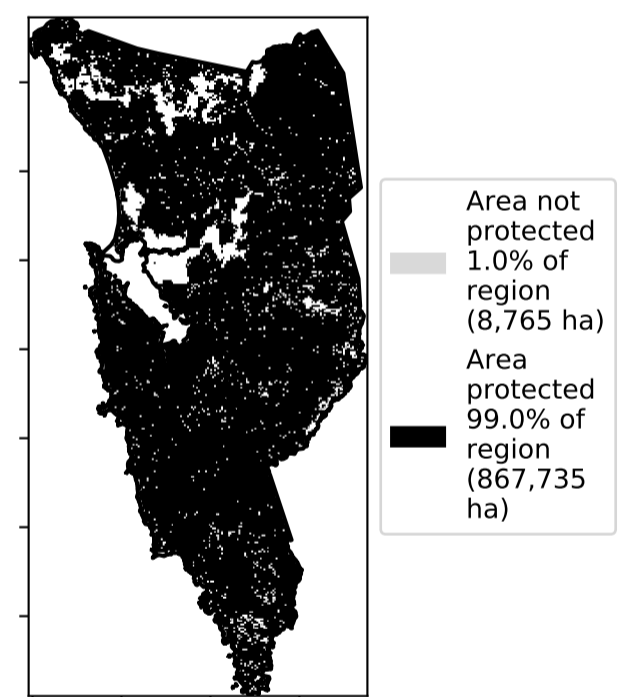 Area not
protected
1.0% of
region
(8,765 ha)
Area
protected
99.0% of
region
(867,735
ha)